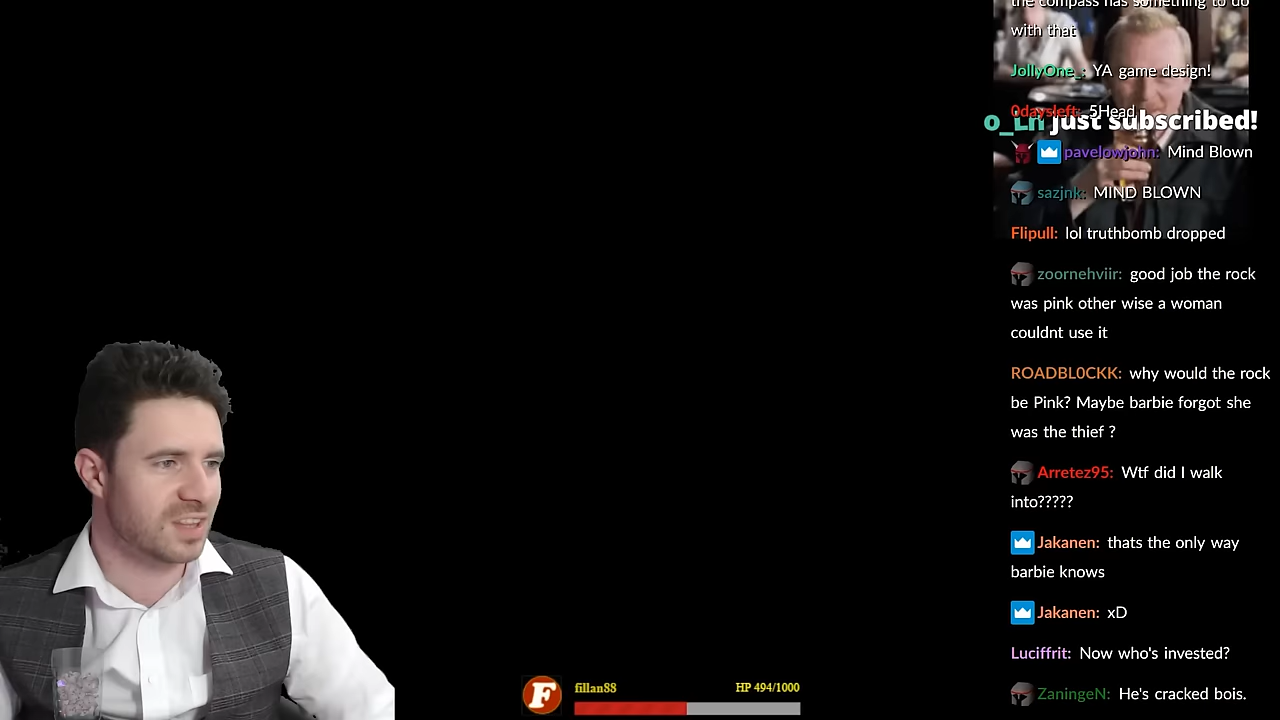 the compass has something to do
with that
JollyOne_: YA game design!
0daysleft: 5Head
just subscribed!
pavelowjohn: Mind Blown
sazjnk: MIND BLOWN
Flipull: lol truthbomb dropped
zoornehviir: good job the rock
was pink other wise a woman
couldnt use it
ROADBL0CKK: why would the rock
be Pink? Maybe barbie forgot she
was the thief ?
Arretez95: Wtf did I walk
into?????
Jakanen: thats the only way
barbie knows
Jakanen: xD
Luciffrit: Now who's invested?
ZaningeN: He's cracked bois.
F
fillan88
HP 494/1000